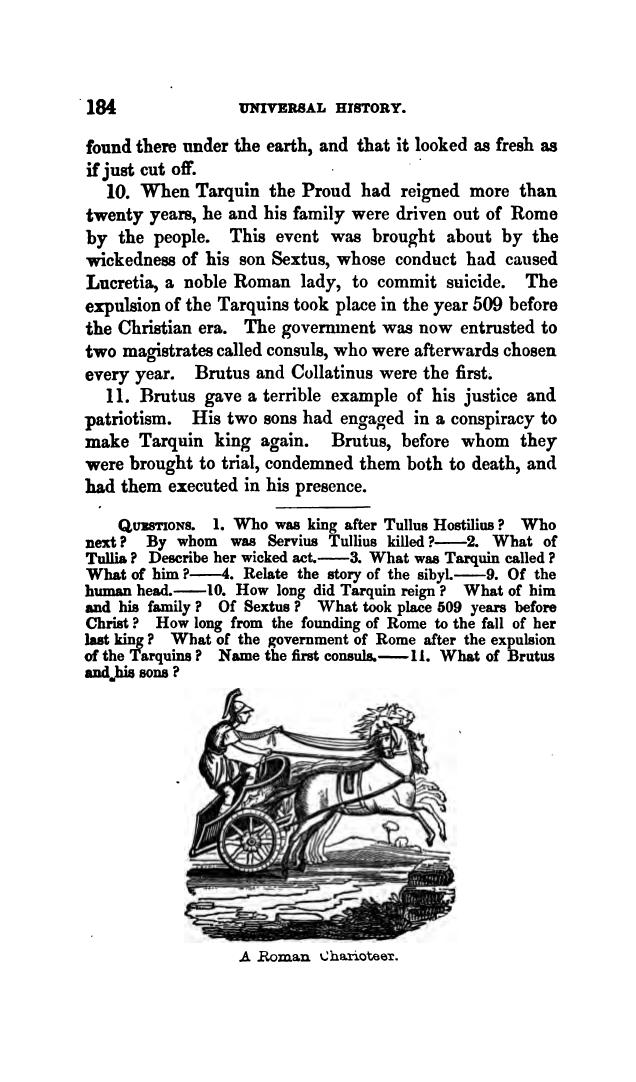 184 UNIVERSAL HISTORY.
found there under the earth, and that it looked as fresh as
if just cut off.
10. When Tarquin the Proud had reigned more than
twenty years, he and his family were driven out of Rome
by the people. This event was brought about by the
wickedness of his son Sextus, whose conduct had caused
Lucretia, a noble Roman lady, to commit suicide. The
expulsion of the Tarquins took place in the year 509 before
the Christian era. The government was now entrusted to
two magistrates called consuls, who were afterwards chosen
every year. Brutus and Collatinus were the first.
11. Brutus gave a terrible example of his justice and
patriotism. His two sons had engaged in a conspiracy to
make Tarquin king again. Brutus, before whom they
were brought to trial, condemned them both to death, and
had them executed in his presence.
QUESTIONS. 1. Who was king after Tullus Hostilius? Who
next? By whom was Servius Tullius killed?—2. What of
Tullia? Describe her wicked act.—3. What was Tarquin called?
What of him?—4. Relate the story of the sibyl.—9. Of the
human head.—10. How long did Tarquin reign? What of him
and his family? Of Sextus? What took place 509 years before
Christ? How long from the founding of Rome to the fall of her
last king? What of the government of Rome after the expulsion
of the Tarquins? Name the first consuls.—11. What of Brutus
and his sons?
A Roman Charioteer.